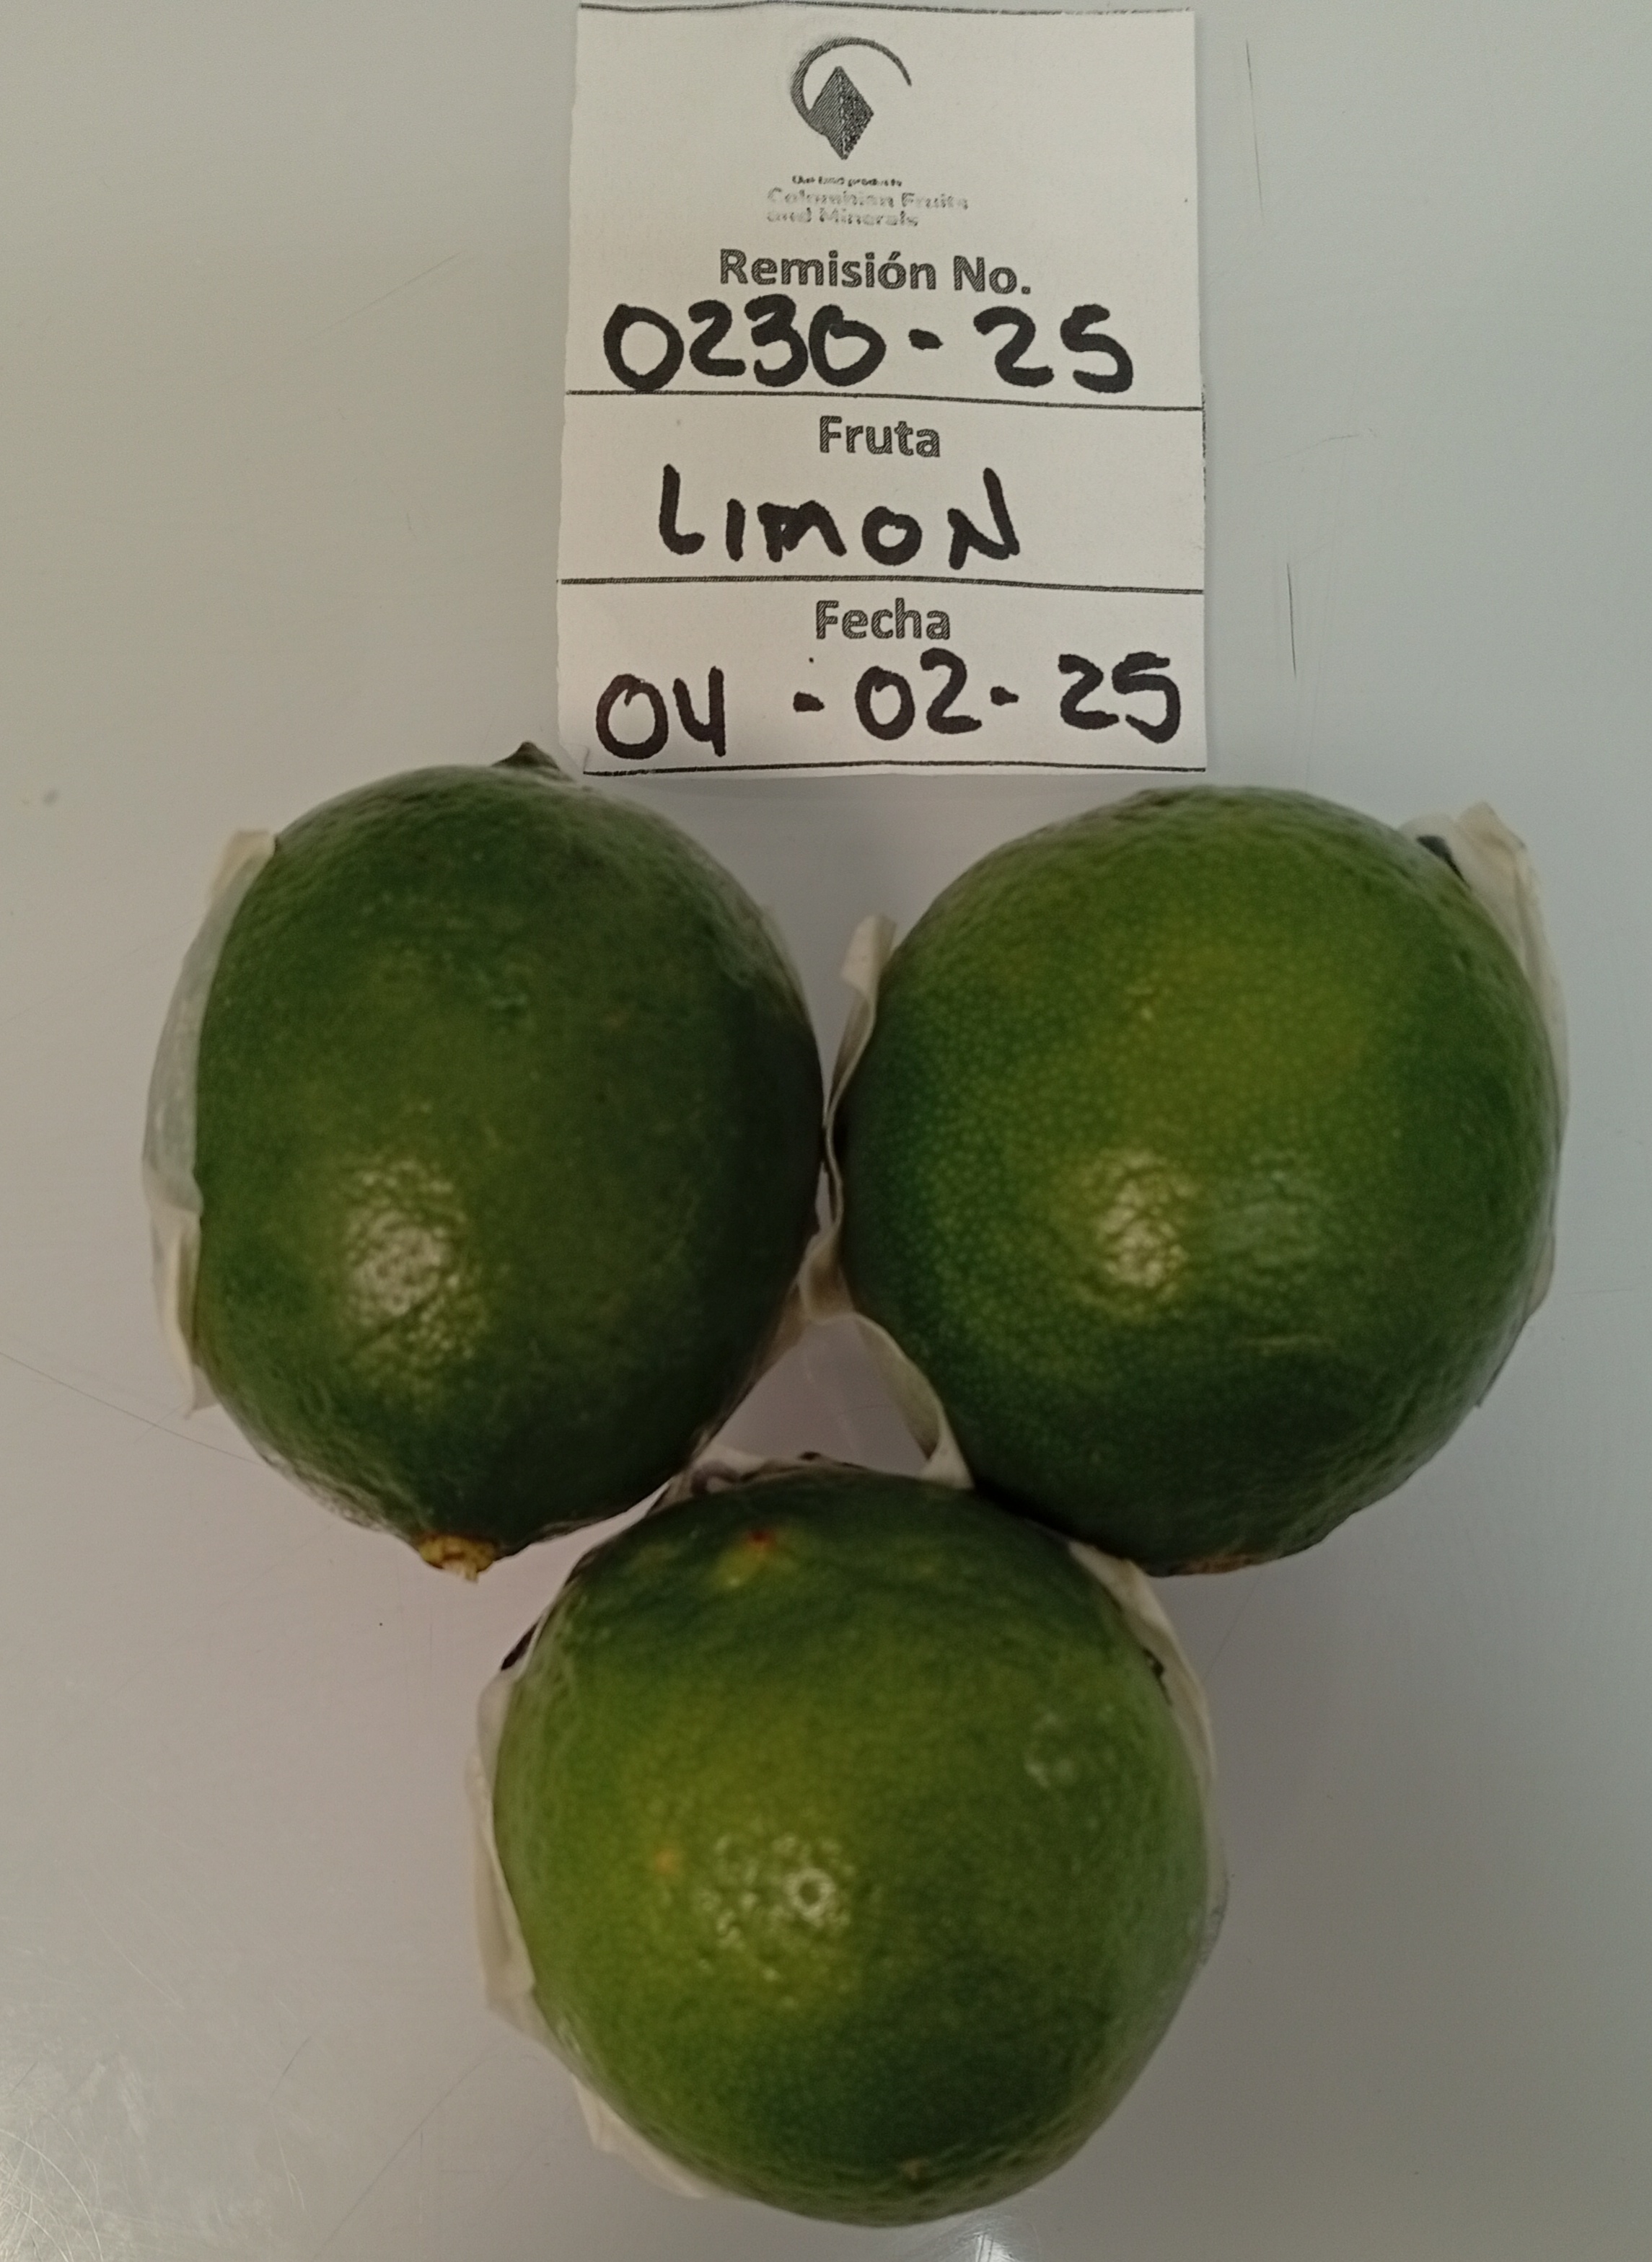 Colombian Fruits
and Minerals
Remisión No.
0230-25
Fruta
LIMON
Fecha
04-02-25